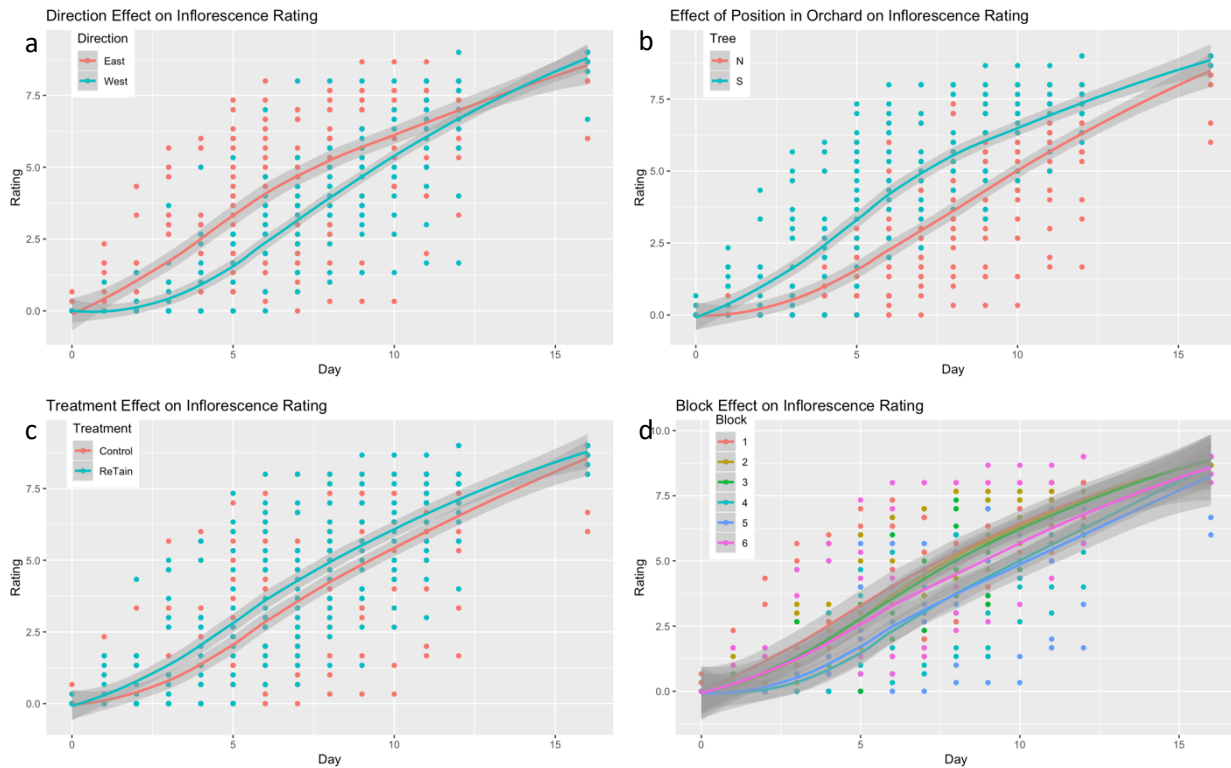 Direction Effect on Inflorescence Rating
a
Direction
East
West
7.5
5.0
2.5
0.0
Rating
0 5 10 15
Day
Effect of Position in Orchard on Inflorescence Rating
b
Tree
N
S
7.5
5.0
2.5
0.0
Rating
0 5 10 15
Day
Treatment Effect on Inflorescence Rating
c
Treatment
Control
ReTain
7.5
5.0
2.5
0.0
Rating
0 5 10 15
Day
Block Effect on Inflorescence Rating
d
Block
1
2
3
4
5
6
10.0
7.5
5.0
2.5
0.0
Rating
0 5 10 15
Day